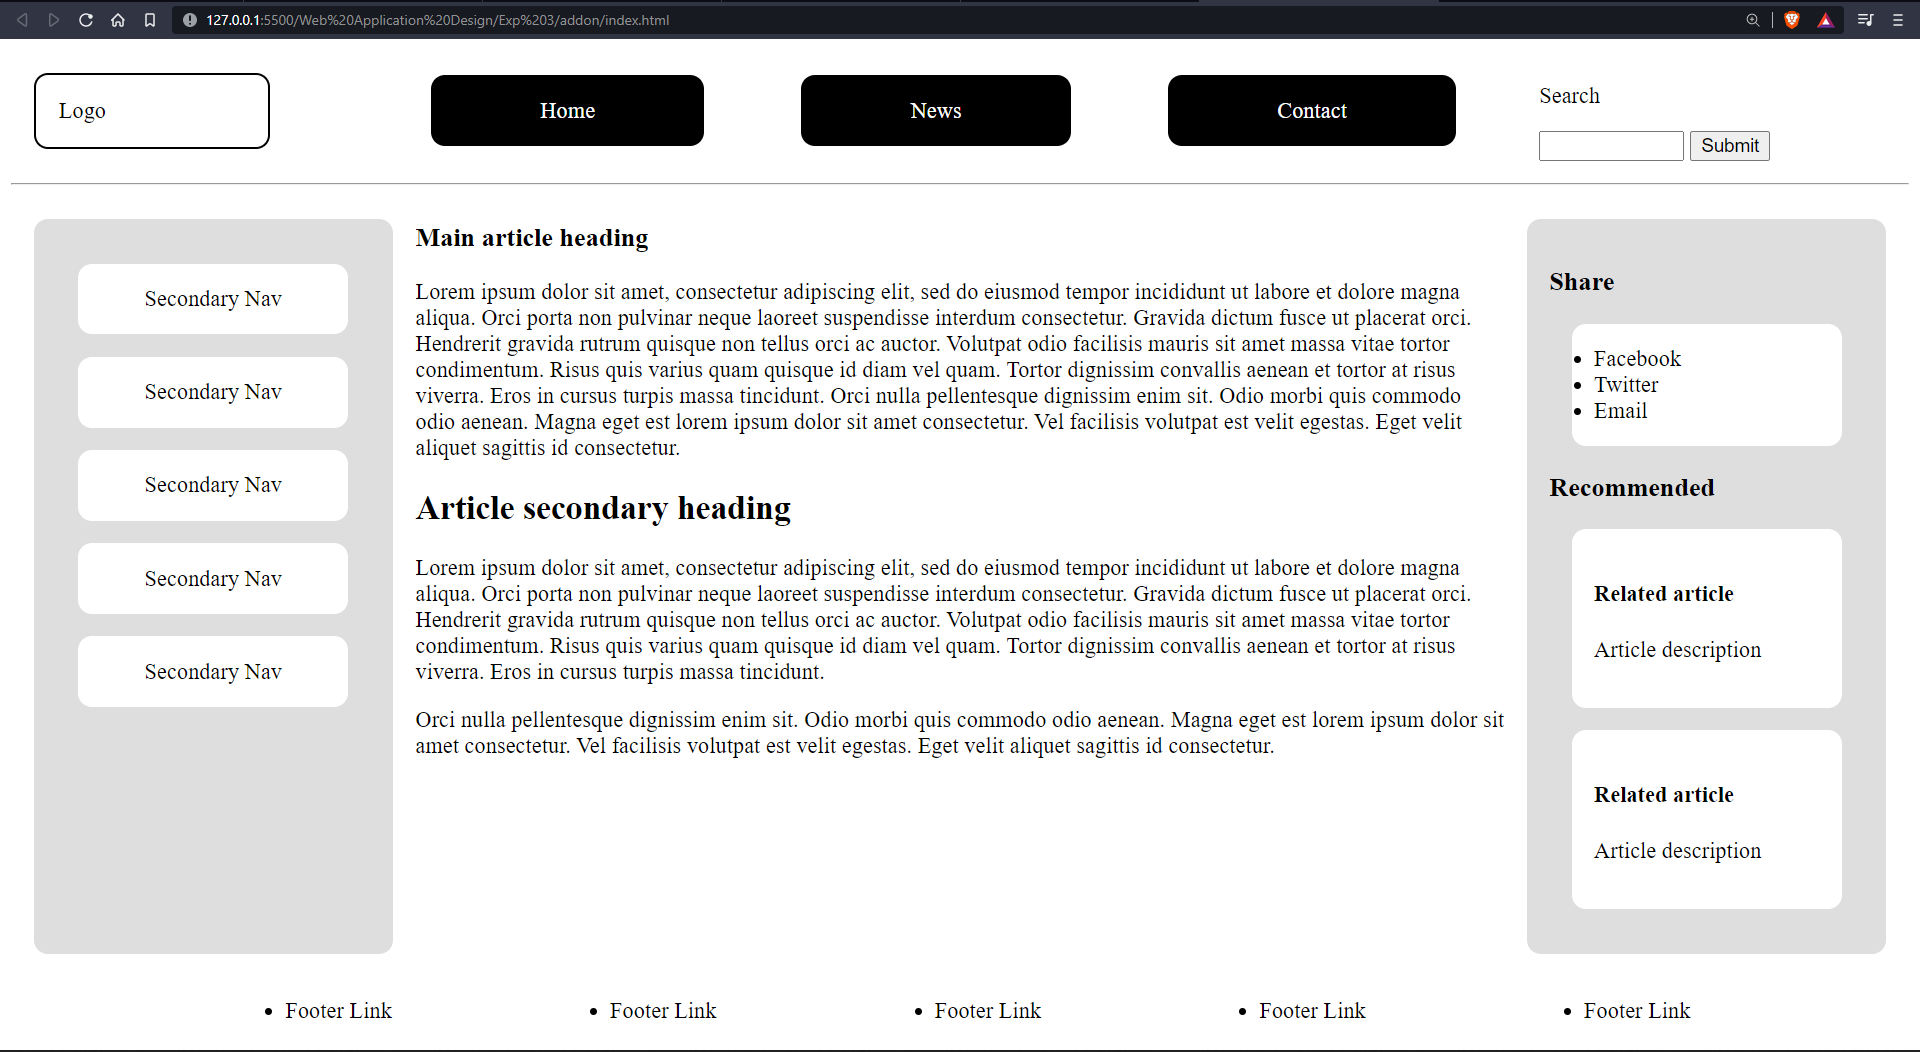 127.0.0.1:5500/Web%20Application%20Design/Exp%203/addon/index.html
Logo
Home
News
Contact
Search
Submit
Secondary Nav
Secondary Nav
Secondary Nav
Secondary Nav
Secondary Nav
Main article heading
Lorem ipsum dolor sit amet, consectetur adipiscing elit, sed do eiusmod tempor incididunt ut labore et dolore magna
aliqua. Orci porta non pulvinar neque laoreet suspendisse interdum consectetur. Gravida dictum fusce ut placerat orci.
Hendrerit gravida rutrum quisque non tellus orci ac auctor. Volutpat odio facilisis mauris sit amet massa vitae tortor
condimentum. Risus quis varius quam quisque id diam vel quam. Tortor dignissim convallis aenean et tortor at risus
viverra. Eros in cursus turpis massa tincidunt. Orci nulla pellentesque dignissim enim sit. Odio morbi quis commodo
odio aenean. Magna eget est lorem ipsum dolor sit amet consectetur. Vel facilisis volutpat est velit egestas. Eget velit
aliquet sagittis id consectetur.
Article secondary heading
Lorem ipsum dolor sit amet, consectetur adipiscing elit, sed do eiusmod tempor incididunt ut labore et dolore magna
aliqua. Orci porta non pulvinar neque laoreet suspendisse interdum consectetur. Gravida dictum fusce ut placerat orci.
Hendrerit gravida rutrum quisque non tellus orci ac auctor. Volutpat odio facilisis mauris sit amet massa vitae tortor
condimentum. Risus quis varius quam quisque id diam vel quam. Tortor dignissim convallis aenean et tortor at risus
viverra. Eros in cursus turpis massa tincidunt.
Orci nulla pellentesque dignissim enim sit. Odio morbi quis commodo odio aenean. Magna eget est lorem ipsum dolor sit
amet consectetur. Vel facilisis volutpat est velit egestas. Eget velit aliquet sagittis id consectetur.
Share
• Facebook
• Twitter
• Email
Recommended
Related article
Article description
Related article
Article description
• Footer Link
• Footer Link
• Footer Link
• Footer Link
• Footer Link